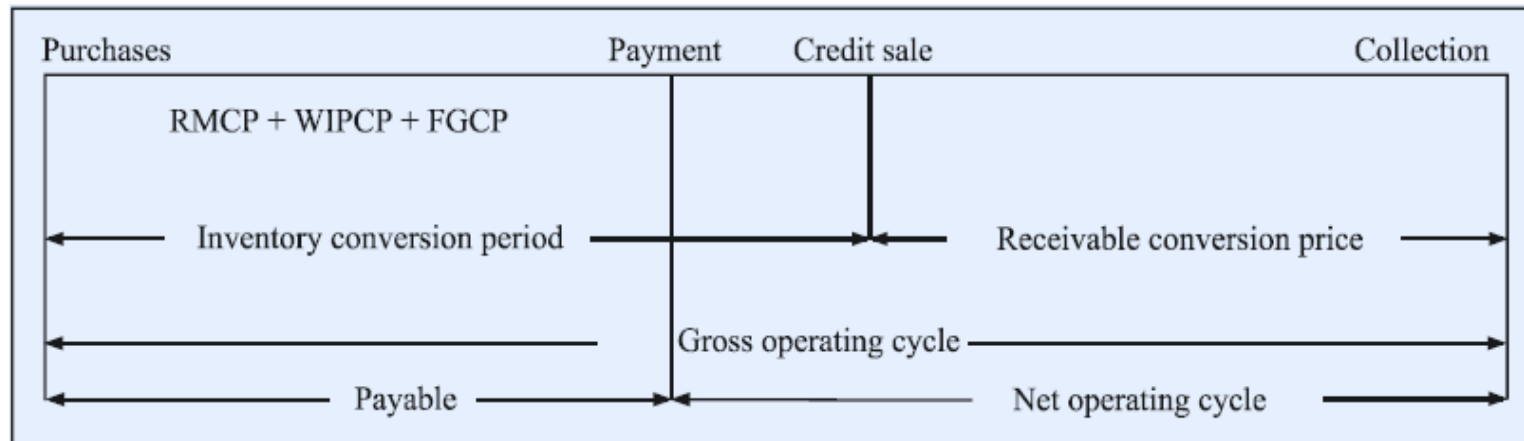 Purchases Payment Credit sale Collection
RMCP + WIPCP + FGCP
Inventory conversion period Receivable conversion price
Gross operating cycle
Payable Net operating cycle